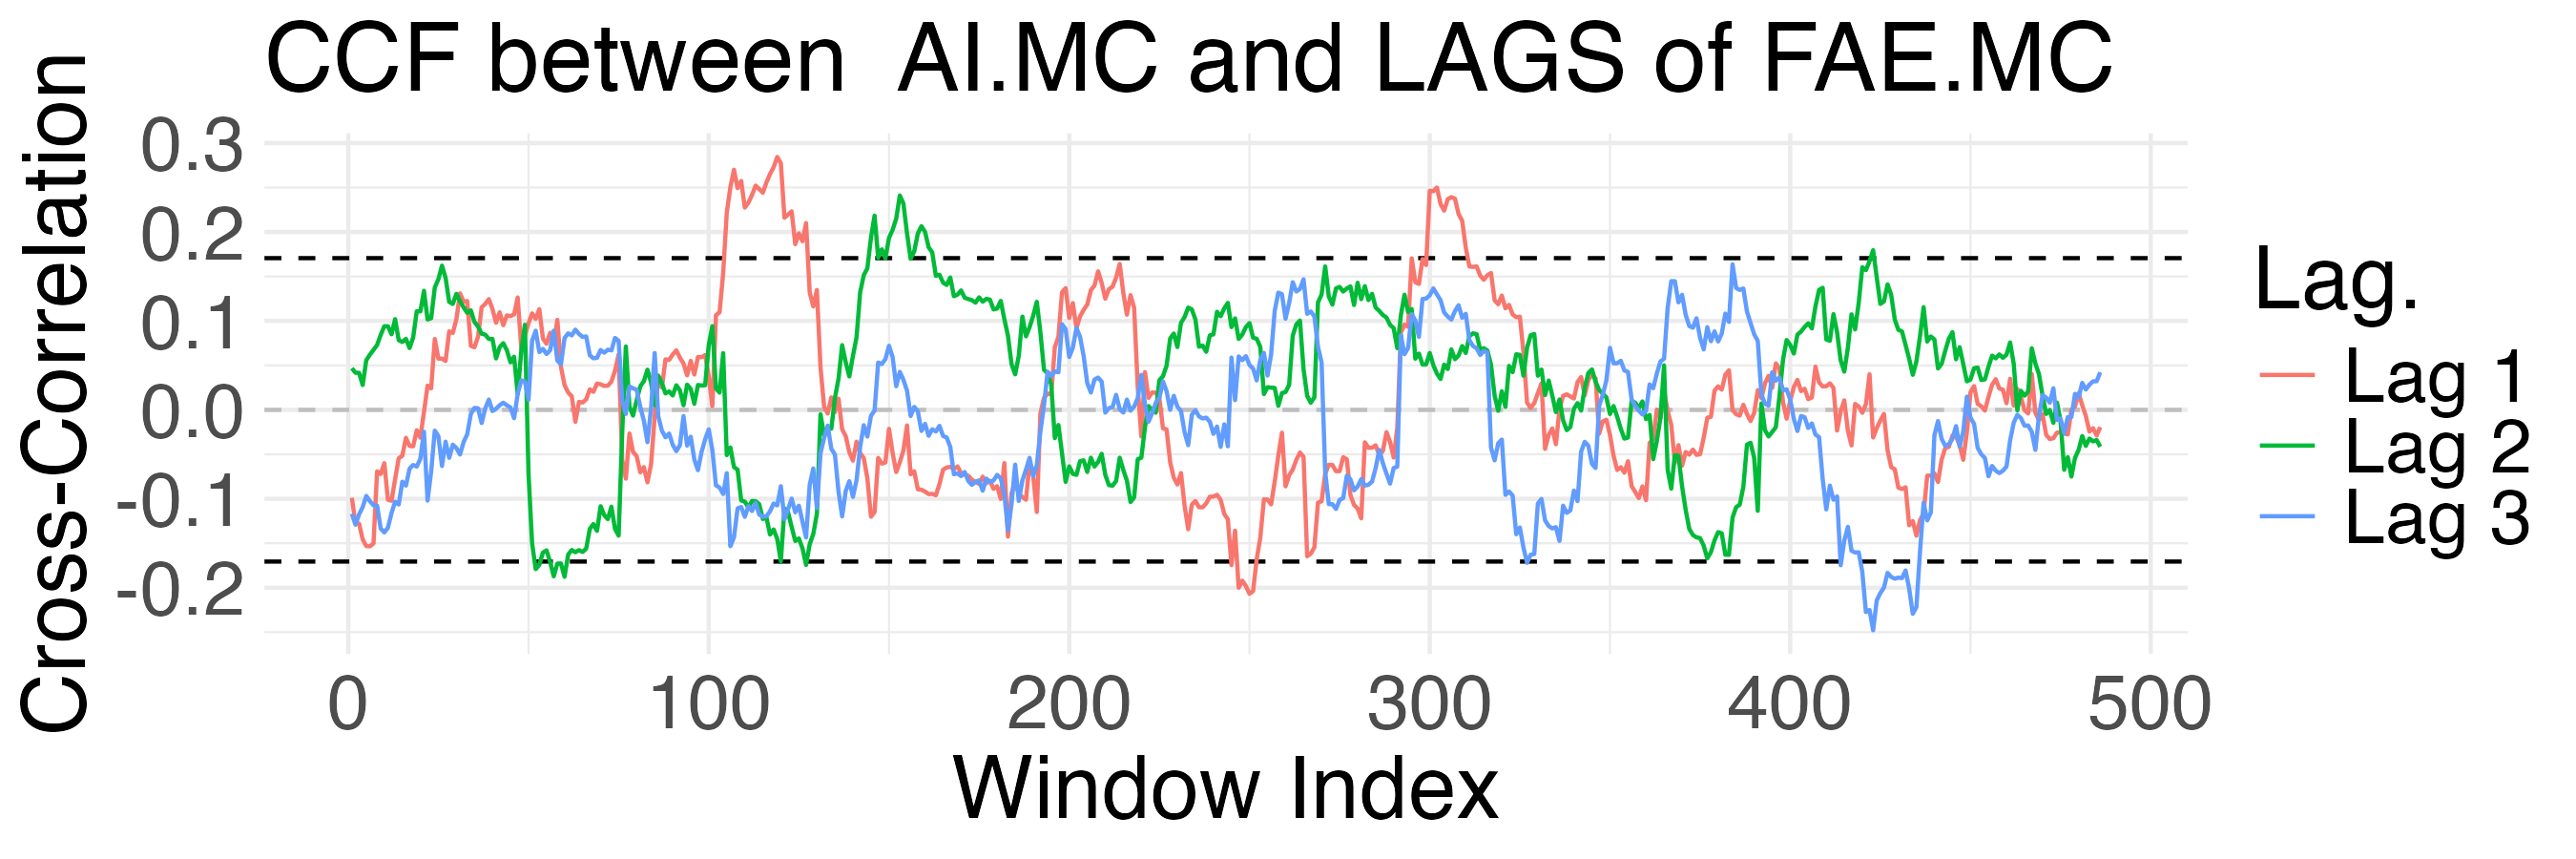 CCF between  AI.MC and LAGS of FAE.MC
Cross-Correlation
0.3
0.2
0.1
0.0
-0.1
-0.2
0 100 200 300 400 500
Window Index
Lag.
Lag 1
Lag 2
Lag 3